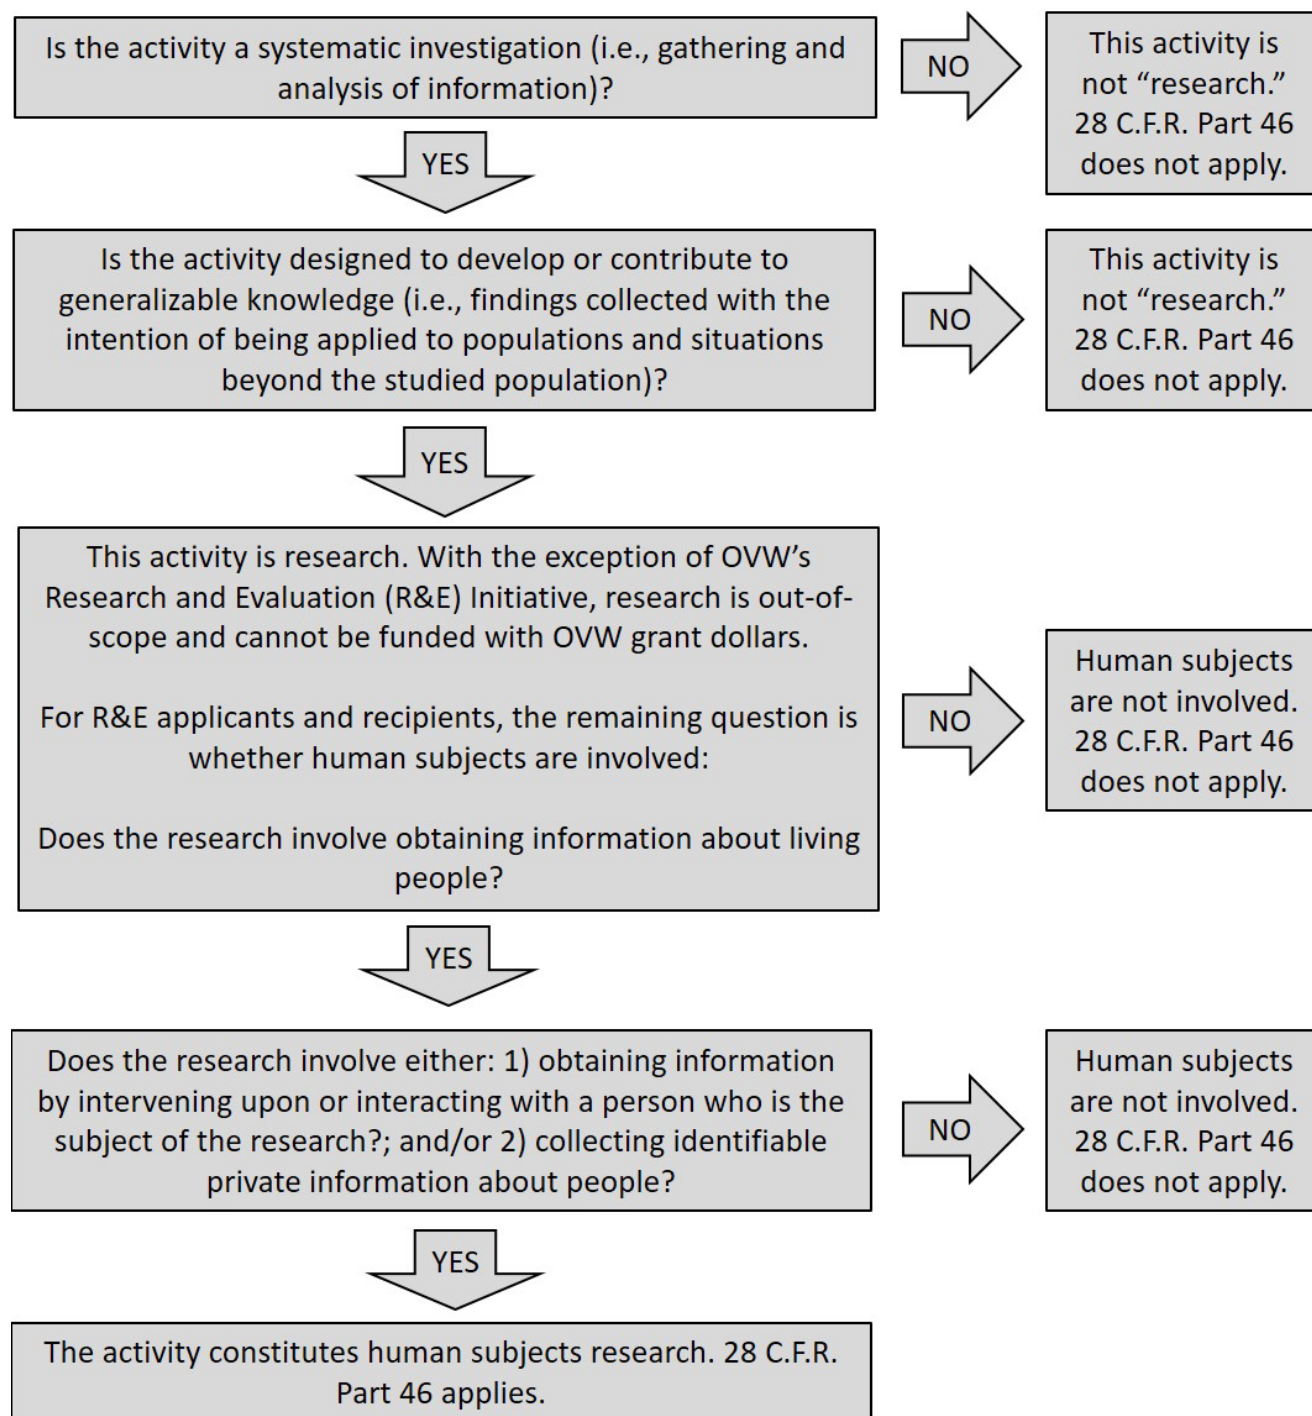 Is the activity a systematic investigation (i.e., gathering and
analysis of information)?
NO
This activity is
not “research.”
28 C.F.R. Part 46
does not apply.
YES
Is the activity designed to develop or contribute to
generalizable knowledge (i.e., findings collected with the
intention of being applied to populations and situations
beyond the studied population)?
NO
This activity is
not “research.”
28 C.F.R. Part 46
does not apply.
YES
This activity is research. With the exception of OVW’s
Research and Evaluation (R&E) Initiative, research is out-of-
scope and cannot be funded with OVW grant dollars.
For R&E applicants and recipients, the remaining question is
whether human subjects are involved:
Does the research involve obtaining information about living
people?
NO
Human subjects
are not involved.
28 C.F.R. Part 46
does not apply.
YES
Does the research involve either: 1) obtaining information
by intervening upon or interacting with a person who is the
subject of the research?; and/or 2) collecting identifiable
private information about people?
NO
Human subjects
are not involved.
28 C.F.R. Part 46
does not apply.
YES
The activity constitutes human subjects research. 28 C.F.R.
Part 46 applies.